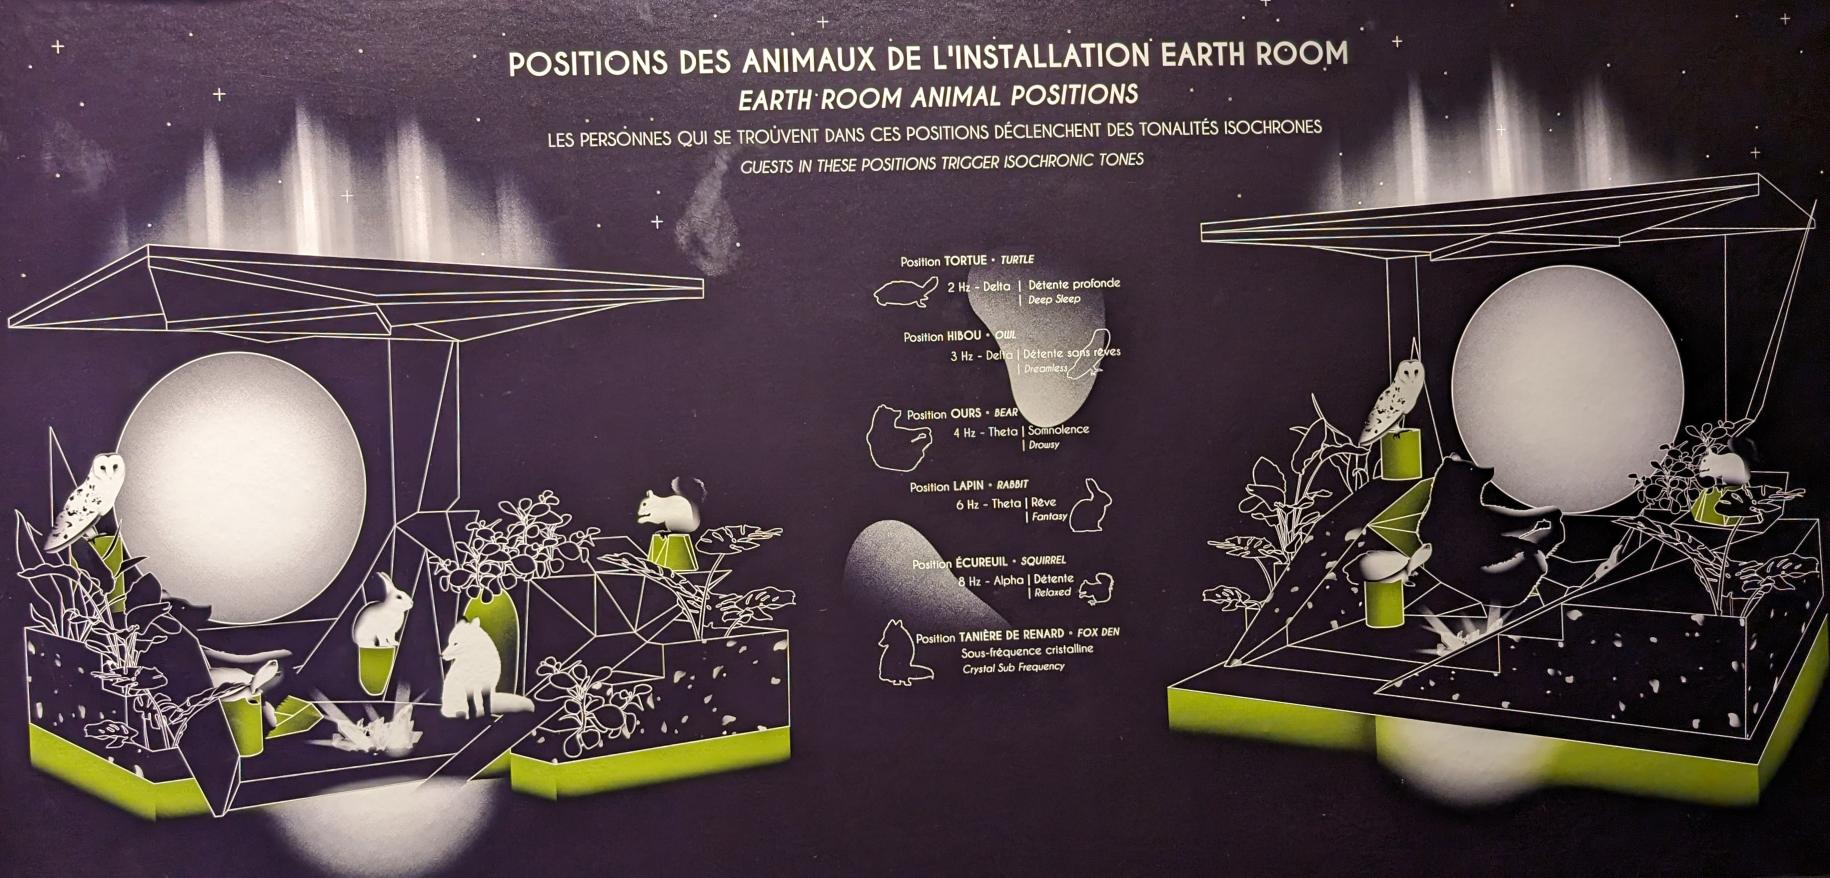 POSITIONS DES ANIMAUX DE L'INSTALLATION EARTH ROOM
EARTH ROOM ANIMAL POSITIONS
LES PERSONNES QUI SE TROUVENT DANS CES POSITIONS DÉCLENCHENT DES TONALITÉS ISOCHRONES
GUESTS IN THESE POSITIONS TRIGGER ISOCHRONIC TONES
Position TORTUE • TURTLE
2 Hz - Delta | Détente profonde
| Deep Sleep
Position HIBOU • OWL
3 Hz - Delta | Détente sans rêves
| Dreamless
Position OURS • BEAR
4 Hz - Theta | Somnolence
| Drowsy
Position LAPIN • RABBIT
6 Hz - Theta | Rêve
| Fantasy
Position ÉCUREUIL • SQUIRREL
8 Hz - Alpha | Détente
| Relaxed
Position TANIÈRE DE RENARD • FOX DEN
Sous-fréquence cristalline
Crystal Sub Frequency